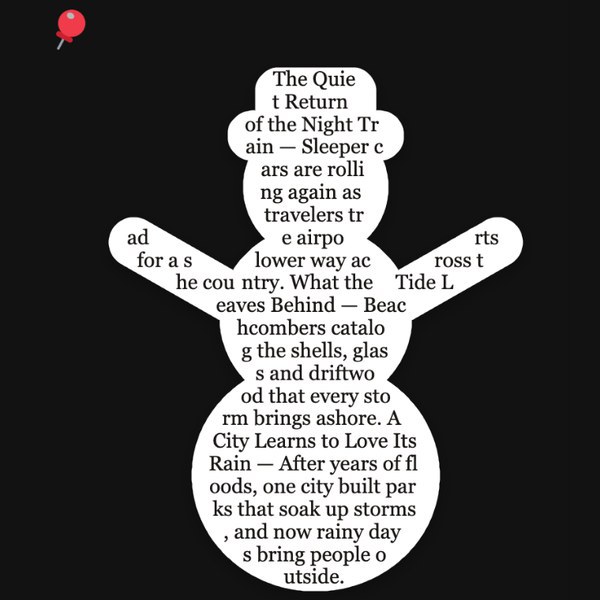 The Quie
t Return
of the Night Tr
ain — Sleeper c
ars are rolli
ng again as
travelers tr
ad e airpo rts
for a s lower way ac ross t
he cou ntry. What the Tide L
eaves Behind — Beac
hcombers catalo
g the shells, glas
s and driftwo
od that every sto
rm brings ashore. A
City Learns to Love Its
Rain — After years of fl
oods, one city built par
ks that soak up storms
, and now rainy day
s bring people o
utside.